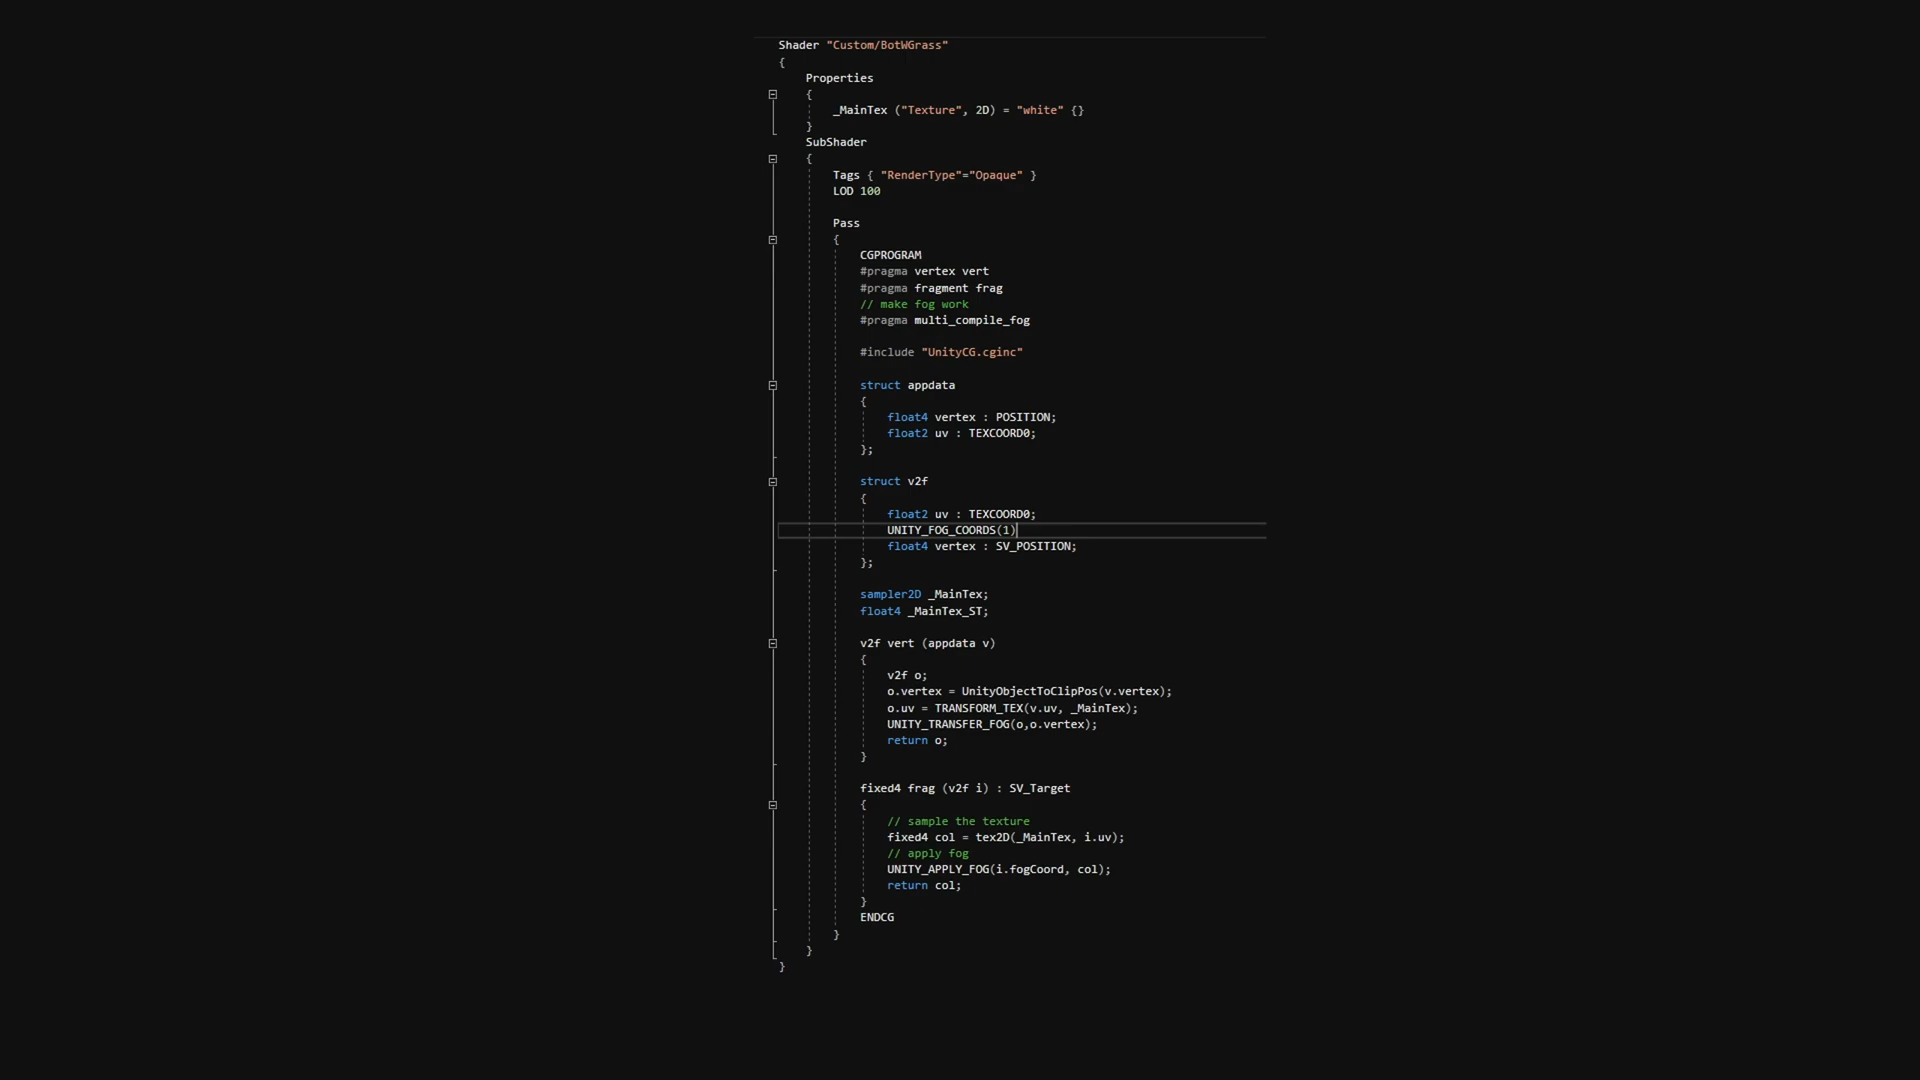 Shader "Custom/BotWGrass"
{
Properties
{
_MainTex ("Texture", 2D) = "white" {}
}
SubShader
{
Tags { "RenderType"="Opaque" }
LOD 100
Pass
{
CGPROGRAM
#pragma vertex vert
#pragma fragment frag
// make fog work
#pragma multi_compile_fog
#include "UnityCG.cginc"
struct appdata
{
float4 vertex : POSITION;
float2 uv : TEXCOORD0;
};
struct v2f
{
float2 uv : TEXCOORD0;
UNITY_FOG_COORDS(1)
float4 vertex : SV_POSITION;
};
sampler2D _MainTex;
float4 _MainTex_ST;
v2f vert (appdata v)
{
v2f o;
o.vertex = UnityObjectToClipPos(v.vertex);
o.uv = TRANSFORM_TEX(v.uv, _MainTex);
UNITY_TRANSFER_FOG(o,o.vertex);
return o;
}
fixed4 frag (v2f i) : SV_Target
{
// sample the texture
fixed4 col = tex2D(_MainTex, i.uv);
// apply fog
UNITY_APPLY_FOG(i.fogCoord, col);
return col;
}
ENDCG
}
}
}